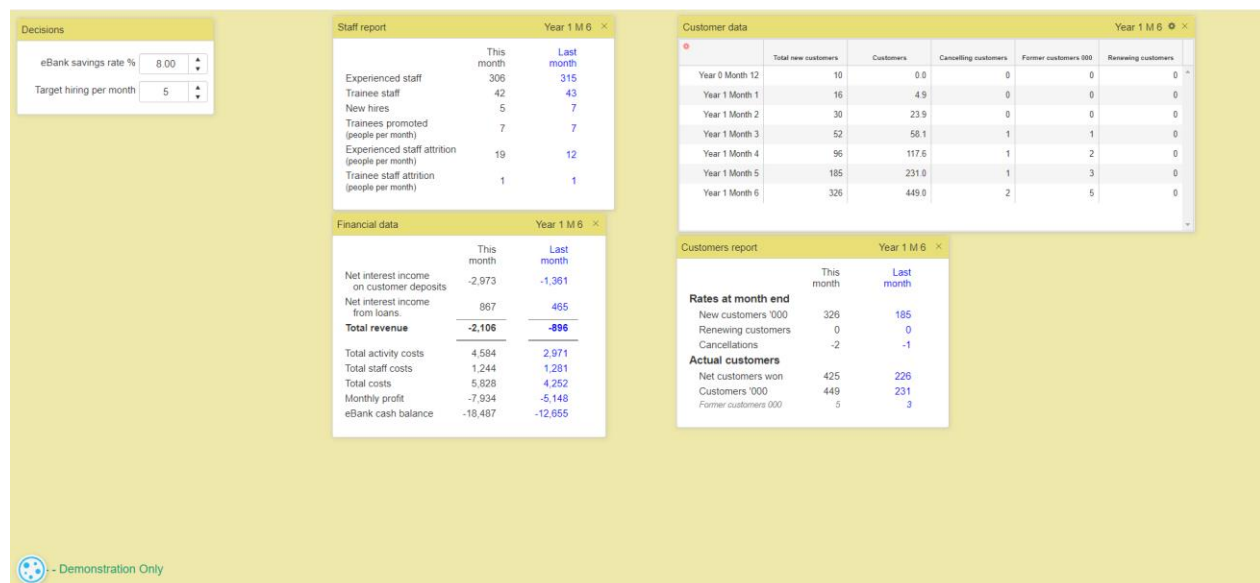 Decisions
eBank savings rate % 8.00
Target hiring per month 5
Staff report Year 1 M 6 ×
This month Last month
Experienced staff 306 315
Trainee staff 42 43
New hires 5 7
Trainees promoted (people per month) 7 7
Experienced staff attrition (people per month) 19 12
Trainee staff attrition (people per month) 1 1
Financial data Year 1 M 6 ×
This month Last month
Net interest income on customer deposits -2,973 -1,361
Net interest income from loans. 867 465
Total revenue -2,106 -896
Total activity costs 4,584 2,971
Total staff costs 1,244 1,281
Total costs 5,828 4,252
Monthly profit -7,934 -5,148
eBank cash balance -18,487 -12,655
Customer data Year 1 M 6 ×
Total new customers Customers Cancelling customers Former customers 000 Renewing customers
Year 0 Month 12 10 0.0 0 0 0
Year 1 Month 1 16 4.9 0 0 0
Year 1 Month 2 30 23.9 0 0 0
Year 1 Month 3 52 58.1 1 1 0
Year 1 Month 4 96 117.6 1 2 0
Year 1 Month 5 185 231.0 1 3 0
Year 1 Month 6 326 449.0 2 5 0
Customers report Year 1 M 6 ×
This month Last month
Rates at month end
New customers '000 326 185
Renewing customers 0 0
Cancellations -2 -1
Actual customers
Net customers won 425 226
Customers '000 449 231
Former customers 000 5 3
- - Demonstration Only